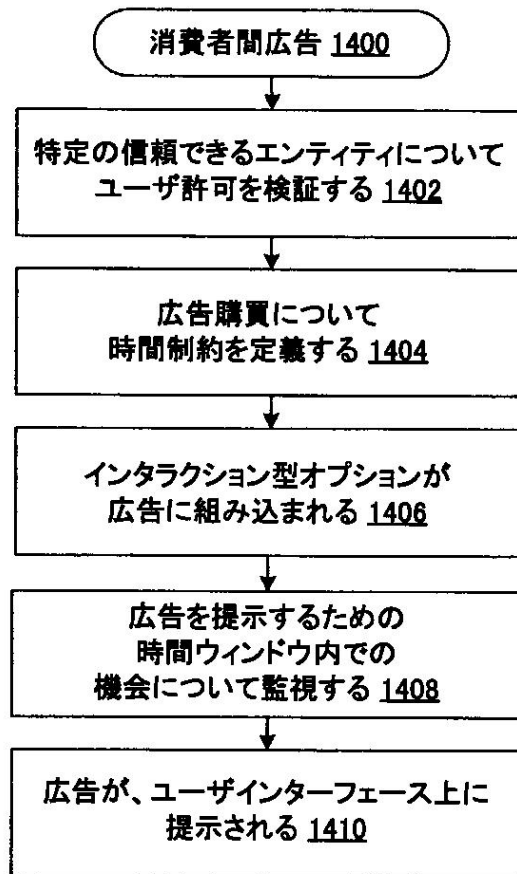 消費者間広告 1400
特定の信頼できるエンティティについて
ユーザ許可を検証する 1402
広告購買について
時間制約を定義する 1404
インタラクション型オプションが
広告に組み込まれる 1406
広告を提示するための
時間ウィンドウ内での
機会について監視する 1408
広告が、ユーザインターフェース上に
提示される 1410